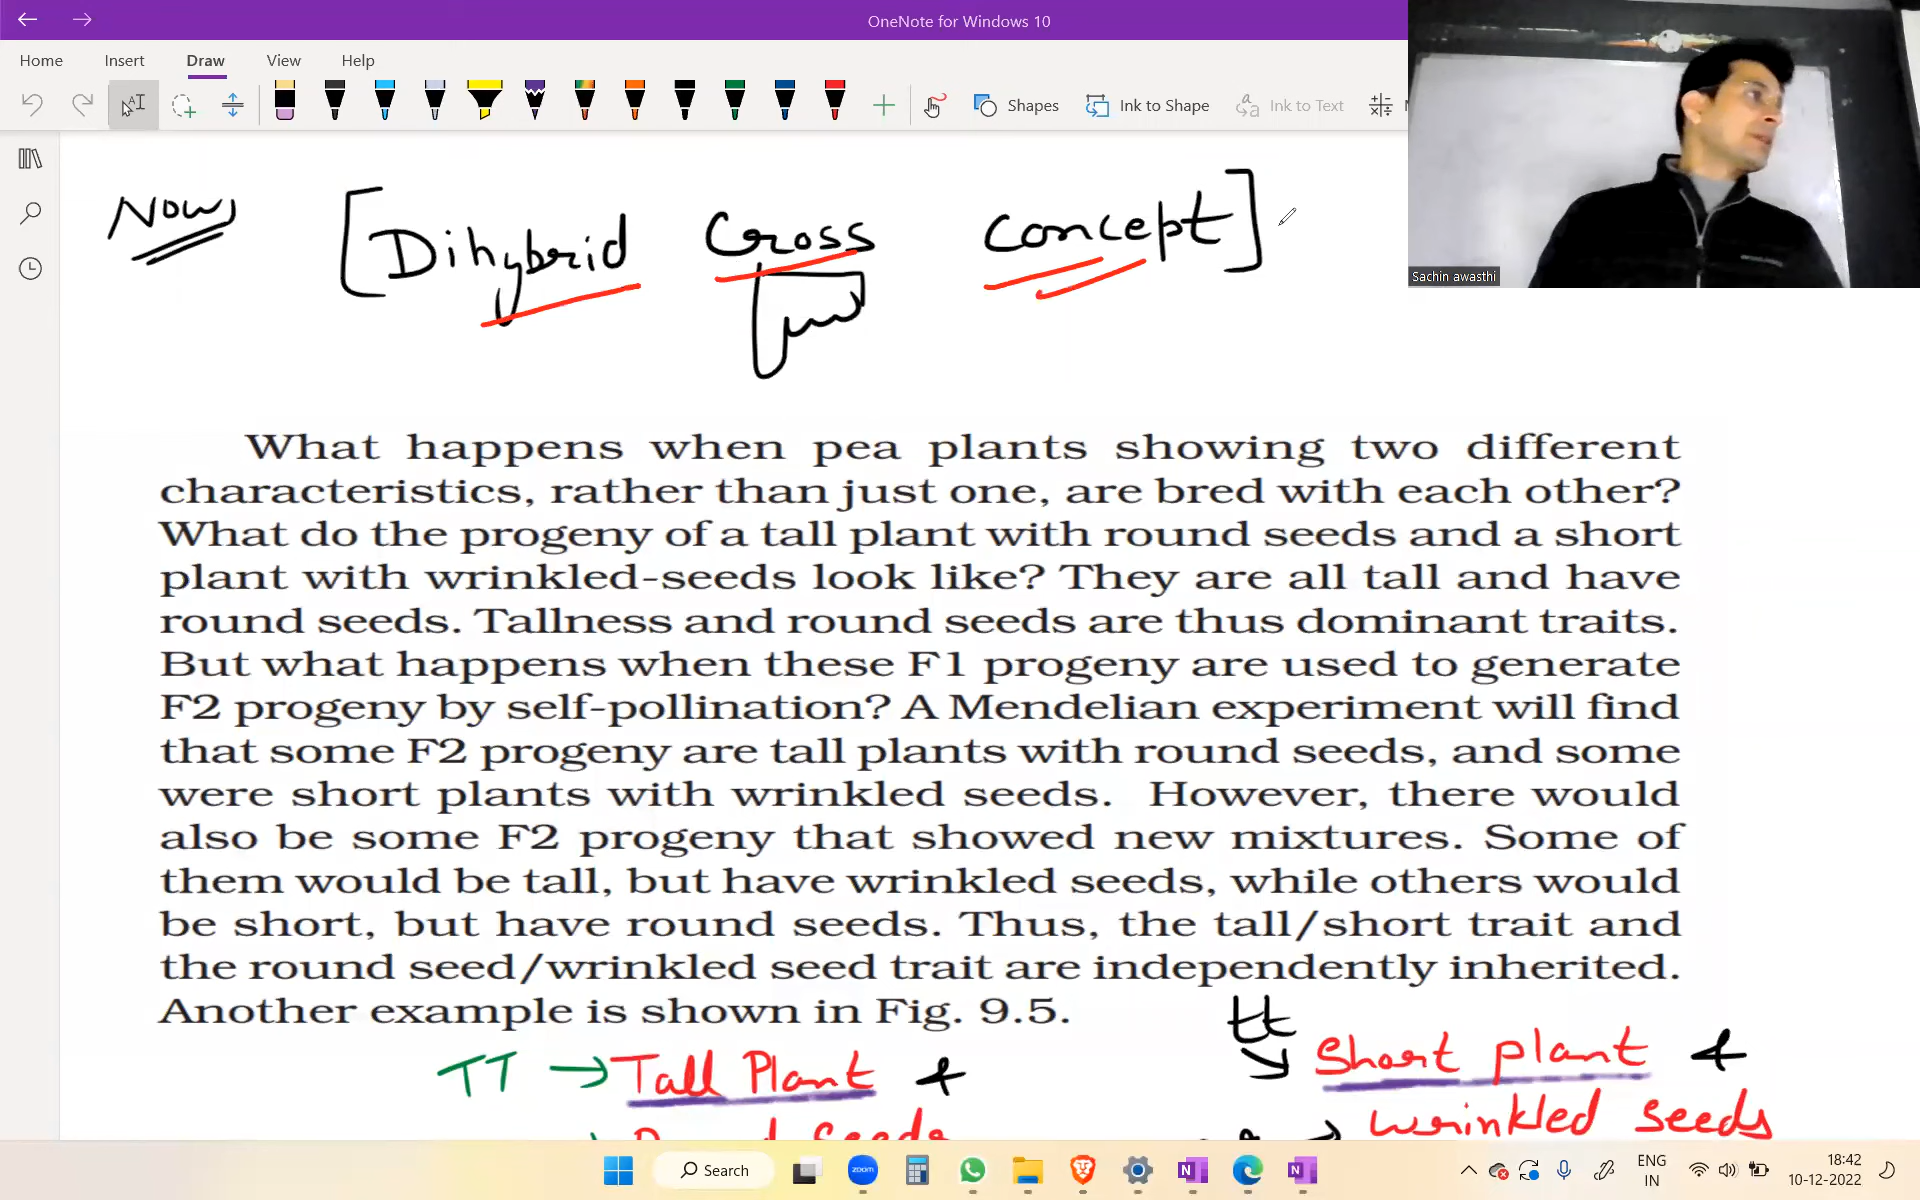 OneNote for Windows 10
Home Insert Draw View Help
Shapes Ink to Shape Ink to Text
Sachin awasthi
Now, [Dihybrid Cross Concept]
What happens when pea plants showing two different
characteristics, rather than just one, are bred with each other?
What do the progeny of a tall plant with round seeds and a short
plant with wrinkled-seeds look like? They are all tall and have
round seeds. Tallness and round seeds are thus dominant traits.
But what happens when these F1 progeny are used to generate
F2 progeny by self-pollination? A Mendelian experiment will find
that some F2 progeny are tall plants with round seeds, and some
were short plants with wrinkled seeds. However, there would
also be some F2 progeny that showed new mixtures. Some of
them would be tall, but have wrinkled seeds, while others would
be short, but have round seeds. Thus, the tall/short trait and
the round seed/wrinkled seed trait are independently inherited.
Another example is shown in Fig. 9.5.
tt
TT → Tall Plant + → Short plant +
→ wrinkled seeds
Search
zoom
ENG
IN
18:42
10-12-2022